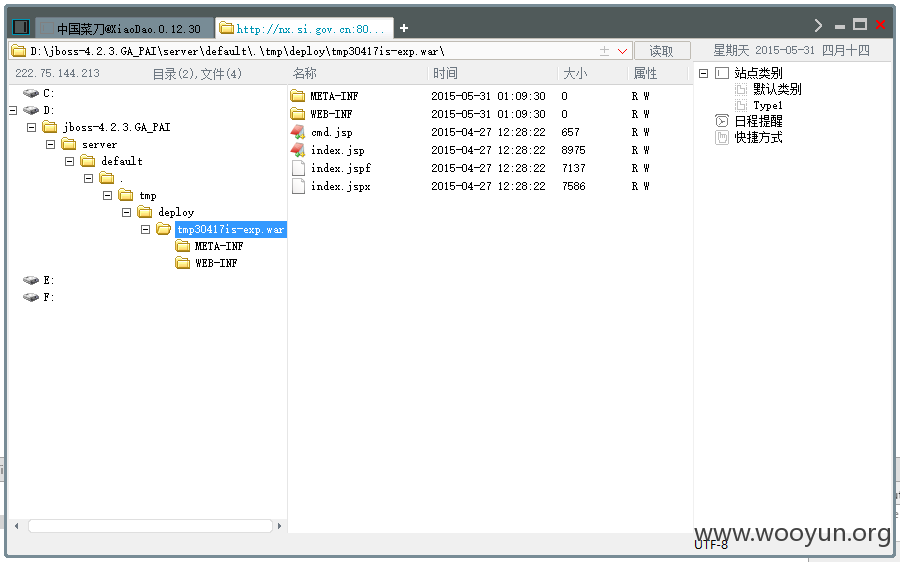 中国菜刀@XiaoDao.0.12.30
http://nx.si.gov.cn:80...
D:\jboss-4.2.3.GA_PAI\server\default\.\tmp\deploy\tmp30417is-exp.war\
读取
星期天 2015-05-31 四月十四
222.75.144.213
目录(2),文件(4)
名称 时间 大小 属性
C:
D:
jboss-4.2.3.GA_PAI
server
default
.
tmp
deploy
tmp30417is-exp.war
META-INF
WEB-INF
E:
F:
META-INF 2015-05-31 01:09:30 0 R W
WEB-INF 2015-05-31 01:09:30 0 R W
cmd.jsp 2015-04-27 12:28:22 657 R W
index.jsp 2015-04-27 12:28:22 8975 R W
index.jspf 2015-04-27 12:28:22 7137 R W
index.jspx 2015-04-27 12:28:22 7586 R W
站点类别
默认类别
Type1
日程提醒
快捷方式
www.wooyun.org
UTF-8